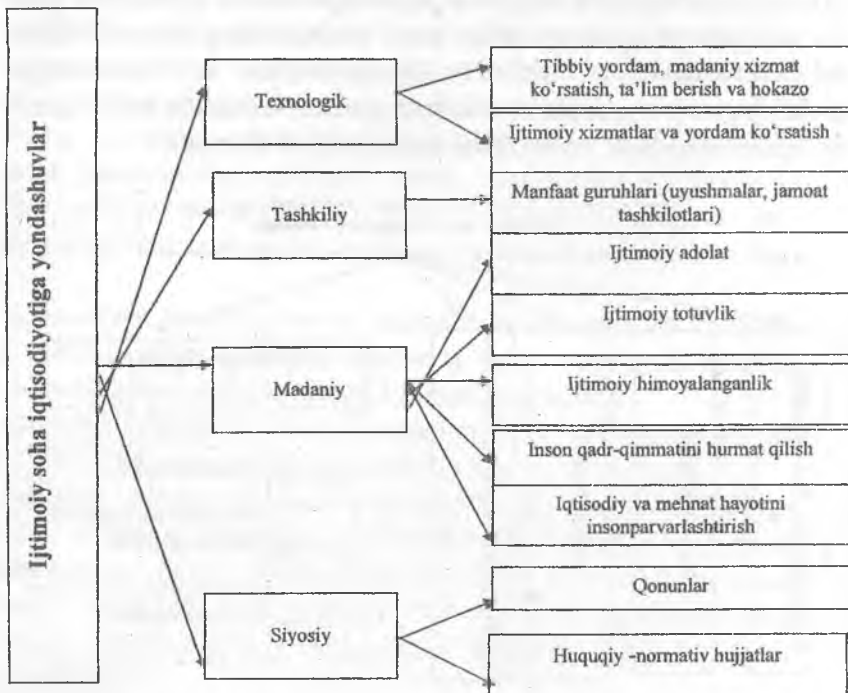 Ijtimoiy soha iqtisodiyotiga yondashuvlar
Texnologik
Tibbiy yordam, madaniy xizmat
ko‘rsatish, ta’lim berish va hokazo
Ijtimoiy xizmatlar va yordam ko‘rsatish
Tashkiliy
Manfaat guruhlari (uyushmalar, jamoat
tashkilotlari)
Madaniy
Ijtimoiy adolat
Ijtimoiy totuvlik
Ijtimoiy himoyalanganlik
Inson qadr-qimmatini hurmat qilish
Iqtisodiy va mehnat hayotini
insonparvarlashtirish
Siyosiy
Qonunlar
Huquqiy -normativ hujjatlar